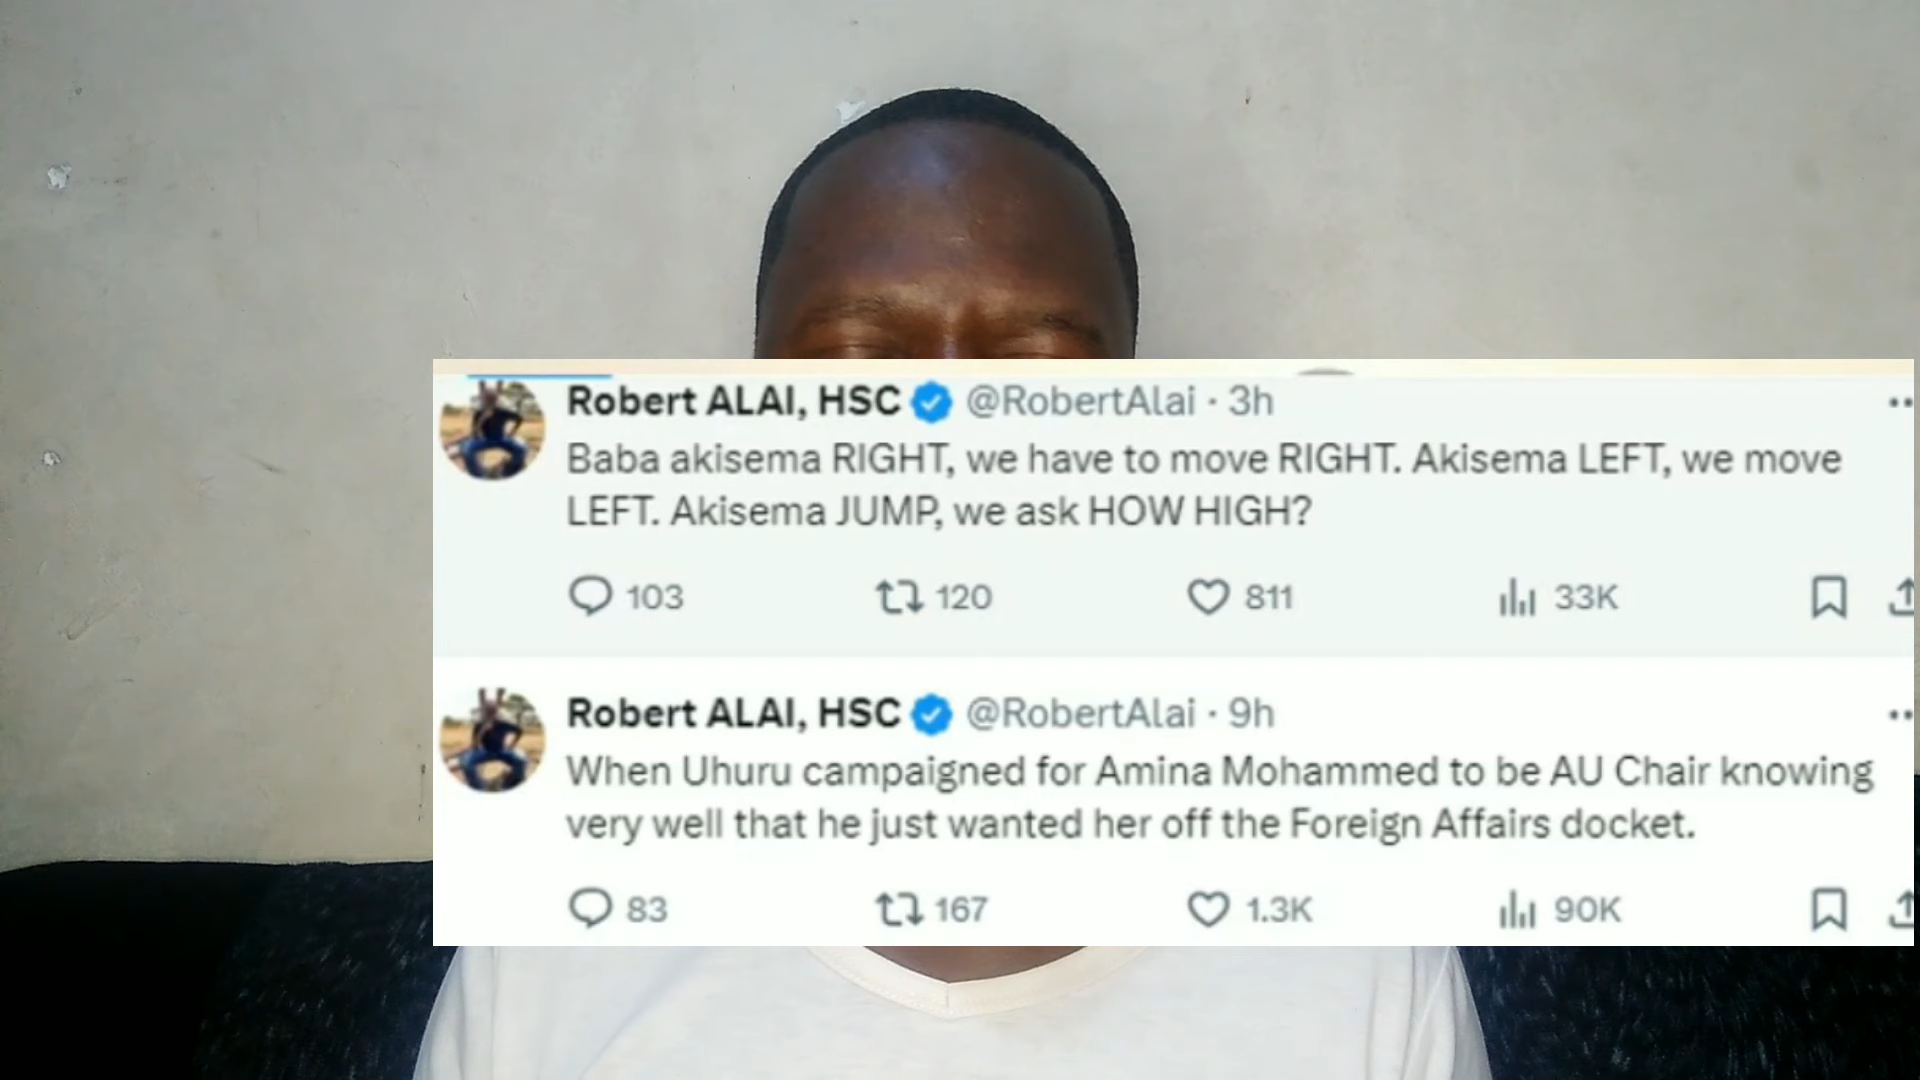 Robert ALAI, HSC @RobertAlai · 3h
Baba akisema RIGHT, we have to move RIGHT. Akisema LEFT, we move
LEFT. Akisema JUMP, we ask HOW HIGH?
103 120 811 33K
Robert ALAI, HSC @RobertAlai · 9h
When Uhuru campaigned for Amina Mohammed to be AU Chair knowing
very well that he just wanted her off the Foreign Affairs docket.
83 167 1.3K 90K